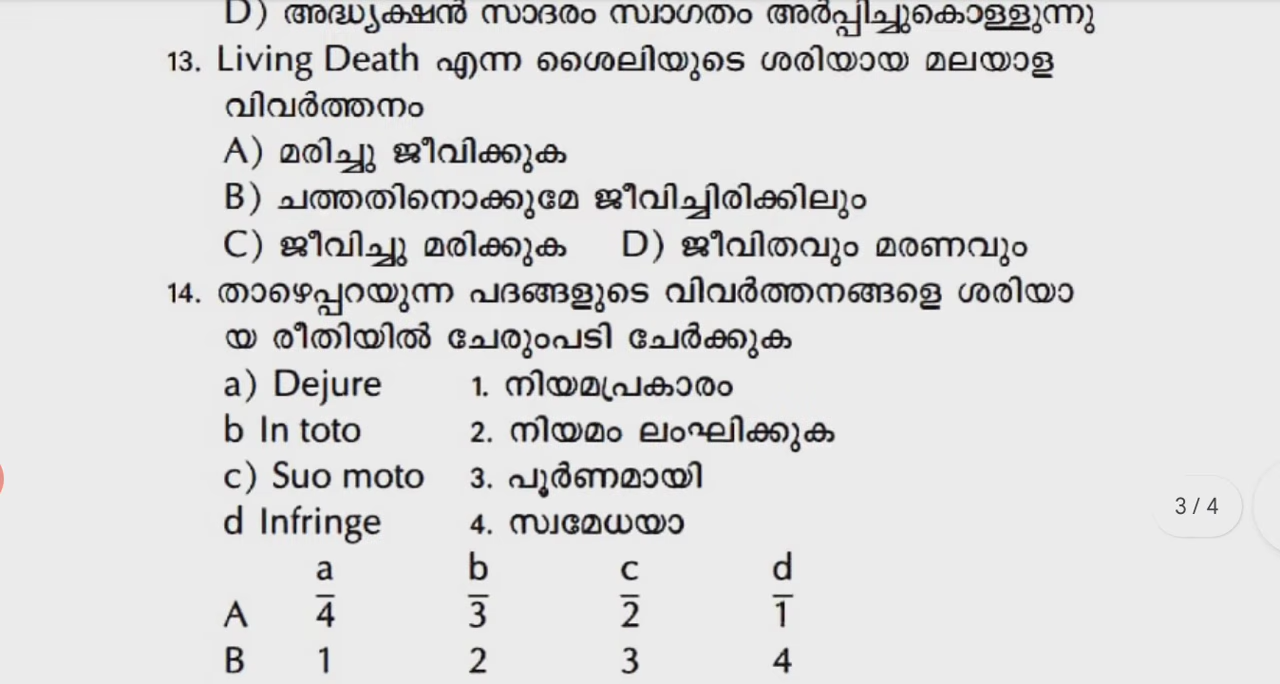 D) അദ്ധ്യക്ഷൻ സാദരം സ്വാഗതം അർപ്പിച്ചുകൊള്ളുന്നു
13. Living Death എന്ന ശൈലിയുടെ ശരിയായ മലയാള
വിവർത്തനം
A) മരിച്ചു ജീവിക്കുക
B) ചത്തതിനൊക്കുമേ ജീവിച്ചിരിക്കിലും
C) ജീവിച്ചു മരിക്കുക D) ജീവിതവും മരണവും
14. താഴെപ്പറയുന്ന പദങ്ങളുടെ വിവർത്തനങ്ങളെ ശരിയാ
യ രീതിയിൽ ചേരുംപടി ചേർക്കുക
a) Dejure 1. നിയമപ്രകാരം
b In toto 2. നിയമം ലംഘിക്കുക
c) Suo moto 3. പൂർണമായി
d Infringe 4. സ്വമേധയാ
a b c d
A 4 3 2 1
B 1 2 3 4
3 / 4